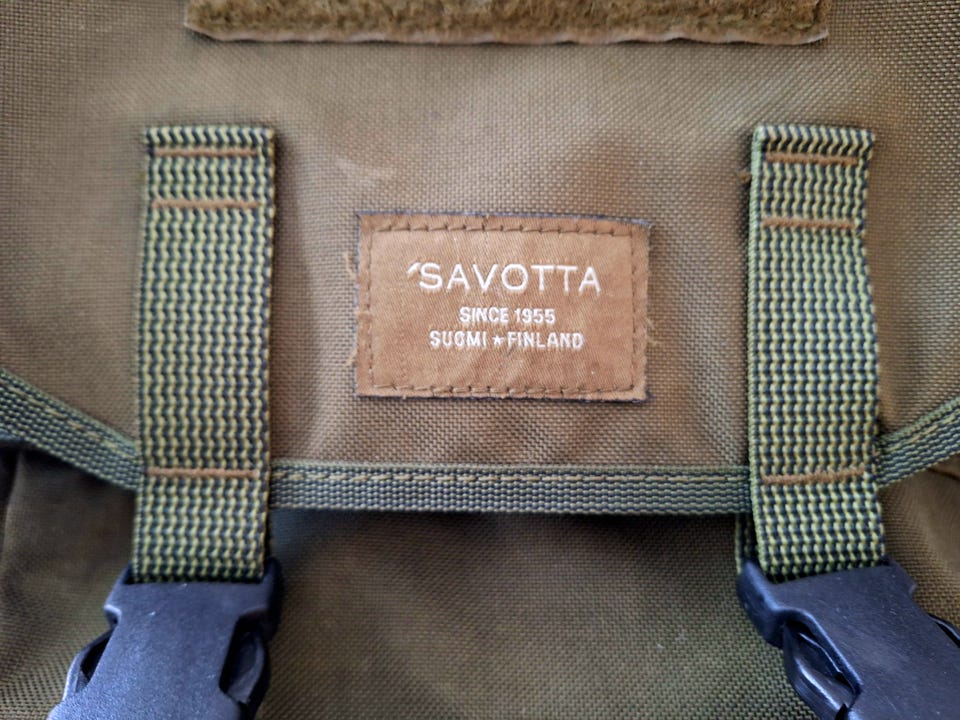 'SAVOTTA
SINCE 1955
SUOMI ★ FINLAND